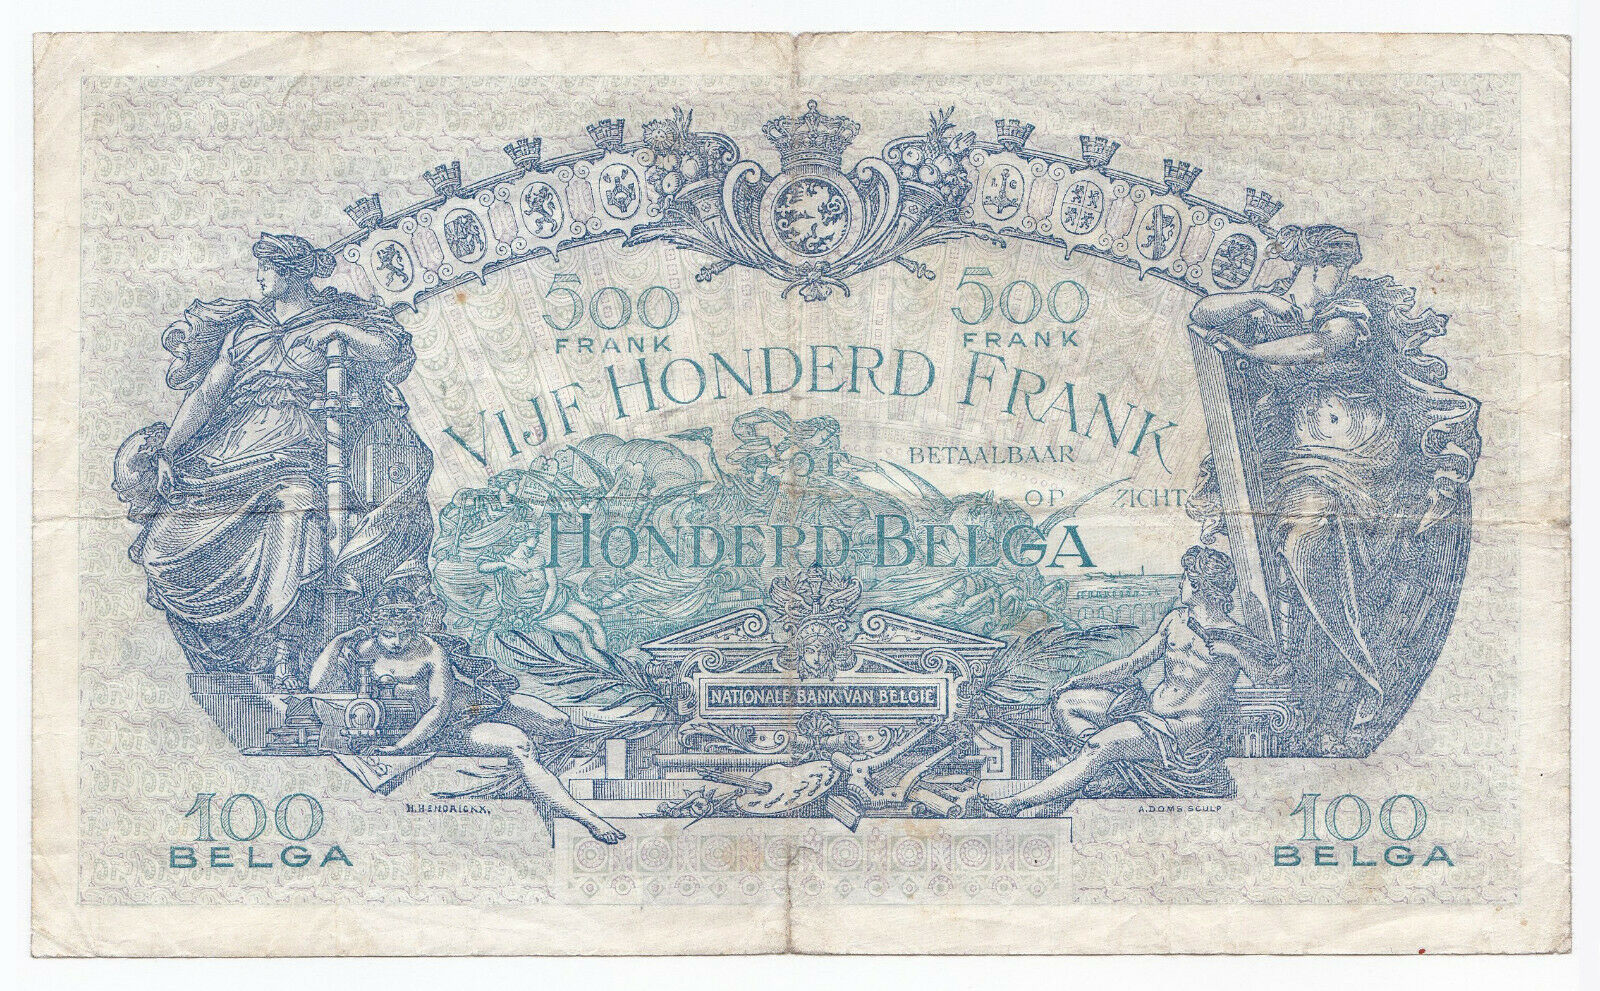 500 500
FRANK FRANK
VIJF HONDERD FRANK
OF BETAALBAAR
OP ZICHT
HONDERD BELGA
NATIONALE BANK VAN BELGIË
H. HENDRICKX, A. DOMS SCULP
100 100
BELGA BELGA